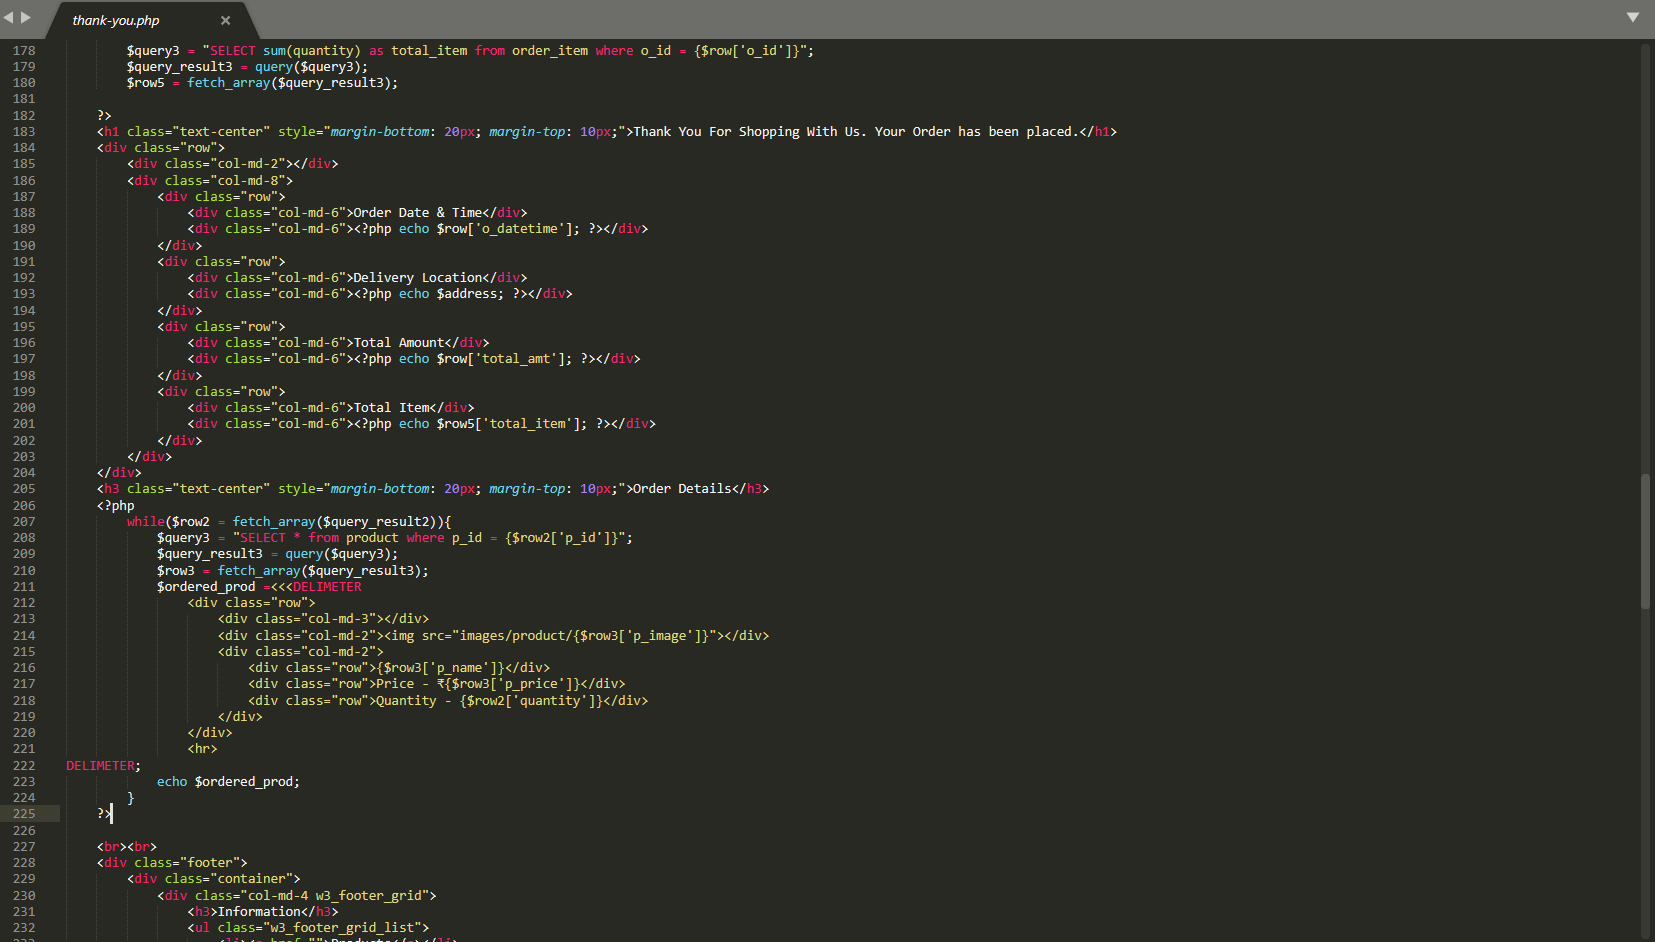 thank-you.php ×
178 $query3 = "SELECT sum(quantity) as total_item from order_item where o_id = {$row['o_id']}";
179 $query_result3 = query($query3);
180 $row5 = fetch_array($query_result3);
181
182 ?>
183 <h1 class="text-center" style="margin-bottom: 20px; margin-top: 10px;">Thank You For Shopping With Us. Your Order has been placed.</h1>
184 <div class="row">
185 <div class="col-md-2"></div>
186 <div class="col-md-8">
187 <div class="row">
188 <div class="col-md-6">Order Date & Time</div>
189 <div class="col-md-6"><?php echo $row['o_datetime']; ?></div>
190 </div>
191 <div class="row">
192 <div class="col-md-6">Delivery Location</div>
193 <div class="col-md-6"><?php echo $address; ?></div>
194 </div>
195 <div class="row">
196 <div class="col-md-6">Total Amount</div>
197 <div class="col-md-6"><?php echo $row['total_amt']; ?></div>
198 </div>
199 <div class="row">
200 <div class="col-md-6">Total Item</div>
201 <div class="col-md-6"><?php echo $row5['total_item']; ?></div>
202 </div>
203 </div>
204 </div>
205 <h3 class="text-center" style="margin-bottom: 20px; margin-top: 10px;">Order Details</h3>
206 <?php
207 while($row2 = fetch_array($query_result2)){
208 $query3 = "SELECT * from product where p_id = {$row2['p_id']}";
209 $query_result3 = query($query3);
210 $row3 = fetch_array($query_result3);
211 $ordered_prod =<<<DELIMETER
212 <div class="row">
213 <div class="col-md-3"></div>
214 <div class="col-md-2"><img src="images/product/{$row3['p_image']}"></div>
215 <div class="col-md-2">
216 <div class="row">{$row3['p_name']}</div>
217 <div class="row">Price - ₹{$row3['p_price']}</div>
218 <div class="row">Quantity - {$row2['quantity']}</div>
219 </div>
220 </div>
221 <hr>
222 DELIMETER;
223 echo $ordered_prod;
224 }
225 ?>
226
227 <br><br>
228 <div class="footer">
229 <div class="container">
230 <div class="col-md-4 w3_footer_grid">
231 <h3>Information</h3>
232 <ul class="w3_footer_grid_list">